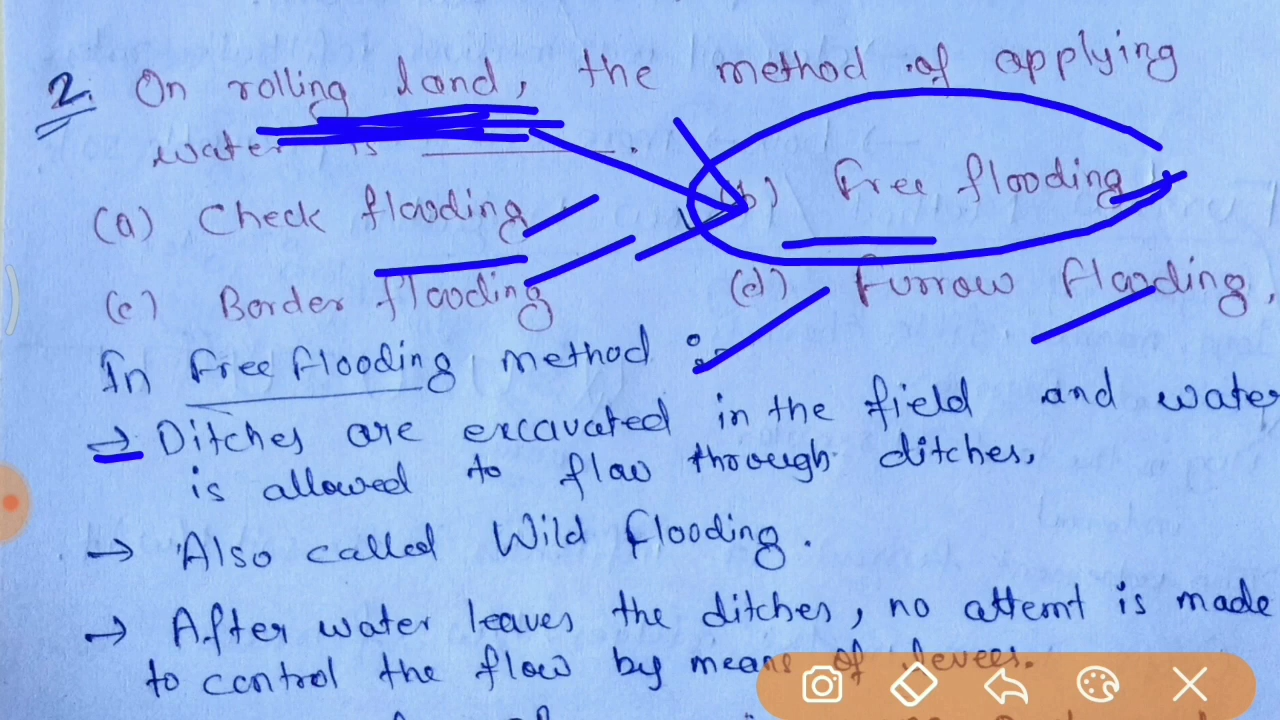 2. On rolling land, the method of applying
water is ________.
(a) Check flooding (b) Free flooding
(c) Border flooding (d) Furrow flooding.
In Free flooding method :-
→ Ditches are excavated in the field and water
is allowed to flow through ditches.
→ Also called Wild flooding.
→ After water leaves the ditches, no attemt is made
to control the flow by means of levees.